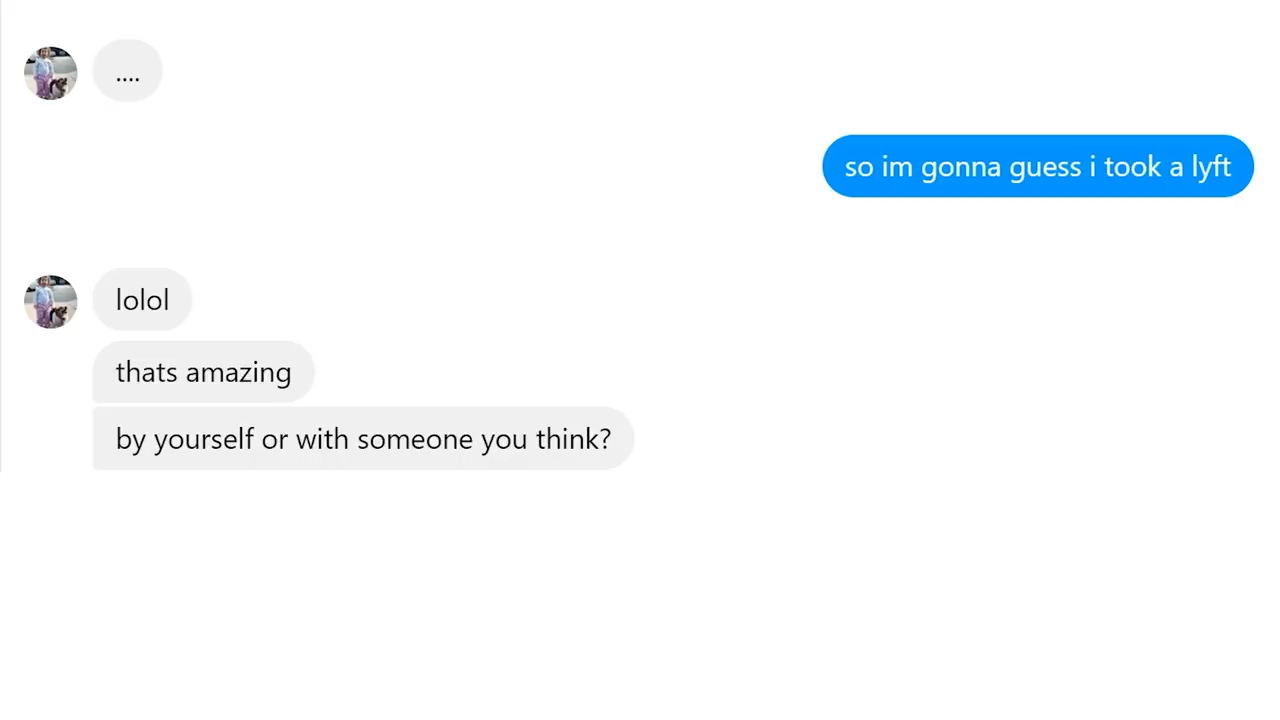 ....
so im gonna guess i took a lyft
lolol
thats amazing
by yourself or with someone you think?